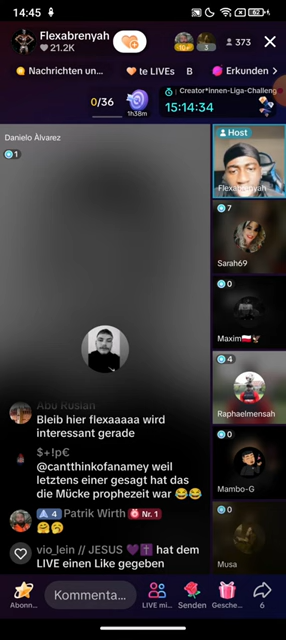 14:45
62
Flexabrenyah
21.2K
373
Nachrichten un...
te LIVEs B
Erkunden
0/36
1h38m
Creator*innen-Liga-Challeng
15:14:34
Danielo Àlvarez
1
Host
Flexabrenyah
7
Sarah69
0
Maxim🇵🇱🦅
4
Raphaelmensah
0
Mambo-G
0
Musa
Abu Ruslan
Bleib hier flexaaaaa wird
interessant gerade
$+!p€
@cantthinkofanamey weil
letztens einer gesagt hat das
die Mücke prophezeit war 😂😂
4 Patrik Wirth Nr. 1
🤗🥱
vio_lein // JESUS 💜✝️ hat dem
LIVE einen Like gegeben
Abonn...
Kommenta...
LIVE mi...
Senden
Gesche...
6